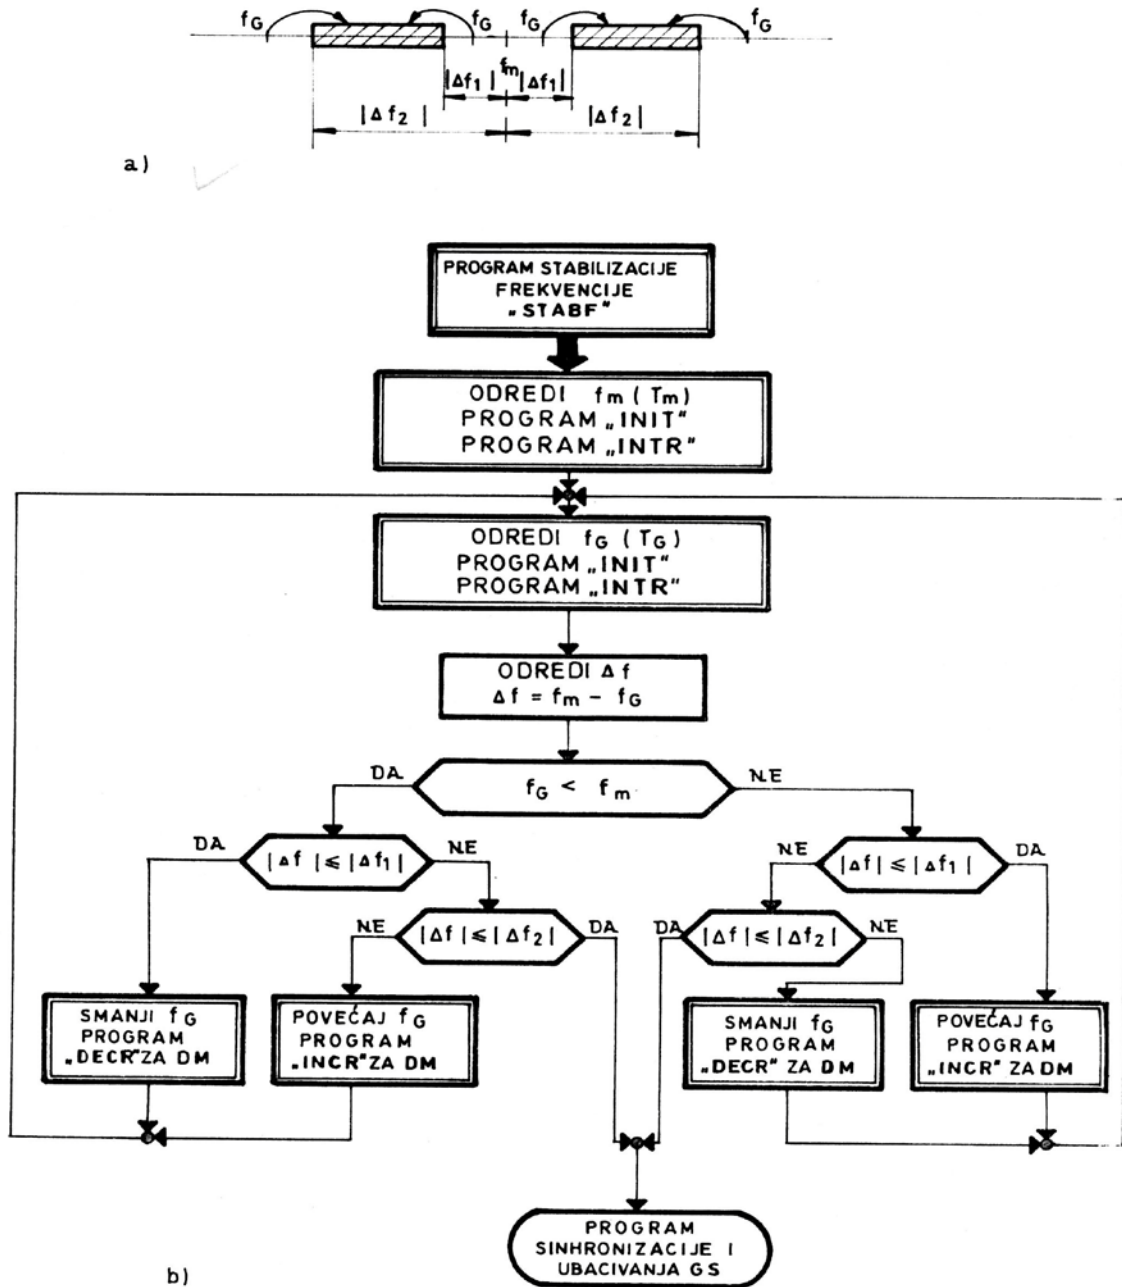 fG fG fG fG
fm
|Δf1| |Δf1|
|Δf2| |Δf2|
a)
PROGRAM STABILIZACIJE
FREKVENCIJE
„STABF"
ODREDI fm (Tm)
PROGRAM „INIT"
PROGRAM „INTR"
ODREDI fG (TG)
PROGRAM „INIT"
PROGRAM „INTR"
ODREDI Δf
Δf = fm - fG
DA fG < fm NE
DA |Δf| ≤ |Δf1| NE
NE |Δf| ≤ |Δf1| DA
NE |Δf| ≤ |Δf2| DA
DA |Δf| ≤ |Δf2| NE
SMANJI fG
PROGRAM
„DECR" ZA DM
POVEĆAJ fG
PROGRAM
„INCR" ZA DM
SMANJI fG
PROGRAM
„DECR" ZA DM
POVEĆAJ fG
PROGRAM
„INCR" ZA DM
PROGRAM
SINHRONIZACIJE I
UBACIVANJA GS
b)